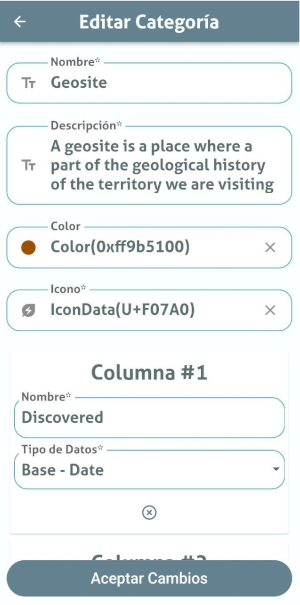 Editar Categoría
Nombre*
Geosite
Descripción*
A geosite is a place where a
part of the geological history
of the territory we are visiting
Color
Color(0xff9b5100)
Icono*
IconData(U+F07A0)
Columna #1
Nombre*
Discovered
Tipo de Datos*
Base - Date
Columna #2
Aceptar Cambios